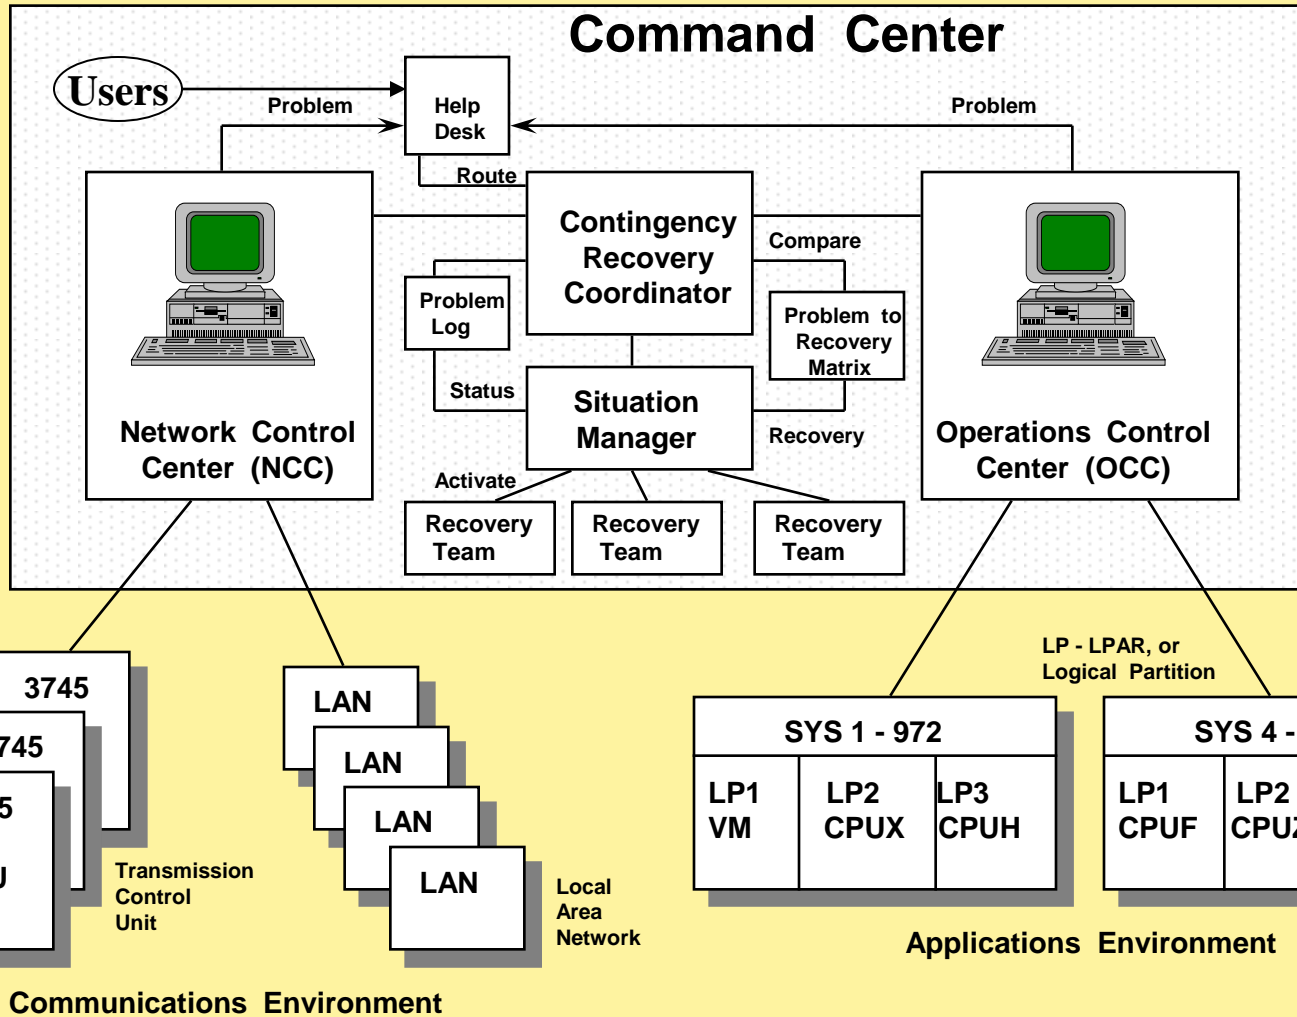 Command Center
Users
Problem
Help
Desk
Problem
Route
Contingency
Recovery
Coordinator
Compare
Problem
Log
Problem to
Recovery
Matrix
Status
Situation
Manager
Recovery
Network Control
Center (NCC)
Operations Control
Center (OCC)
Activate
Recovery
Team
Recovery
Team
Recovery
Team
3745
745
5
LAN
LAN
LAN
LAN
Transmission
Control
Unit
Local
Area
Network
LP - LPAR, or
Logical Partition
SYS 1 - 972
LP1
VM
LP2
CPUX
LP3
CPUH
SYS 4 -
LP1
CPUF
LP2
CPUZ
Applications Environment
Communications Environment